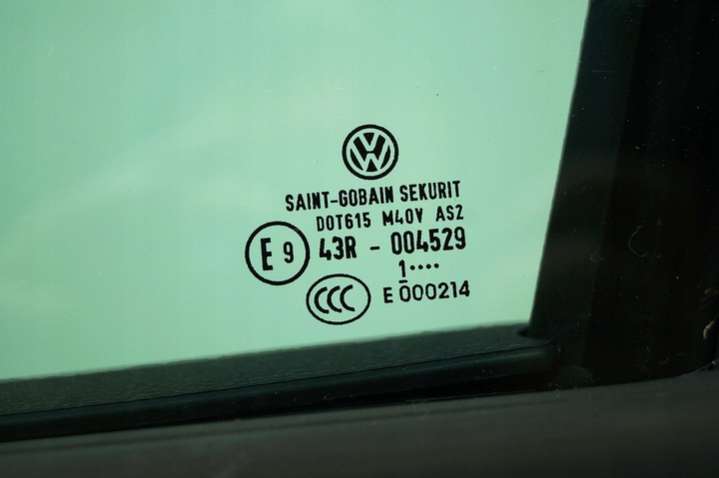 SAINT-GOBAIN SEKURIT
DOT615 M40V AS2
E 9 43R - 004529
1....
CCC E 000214